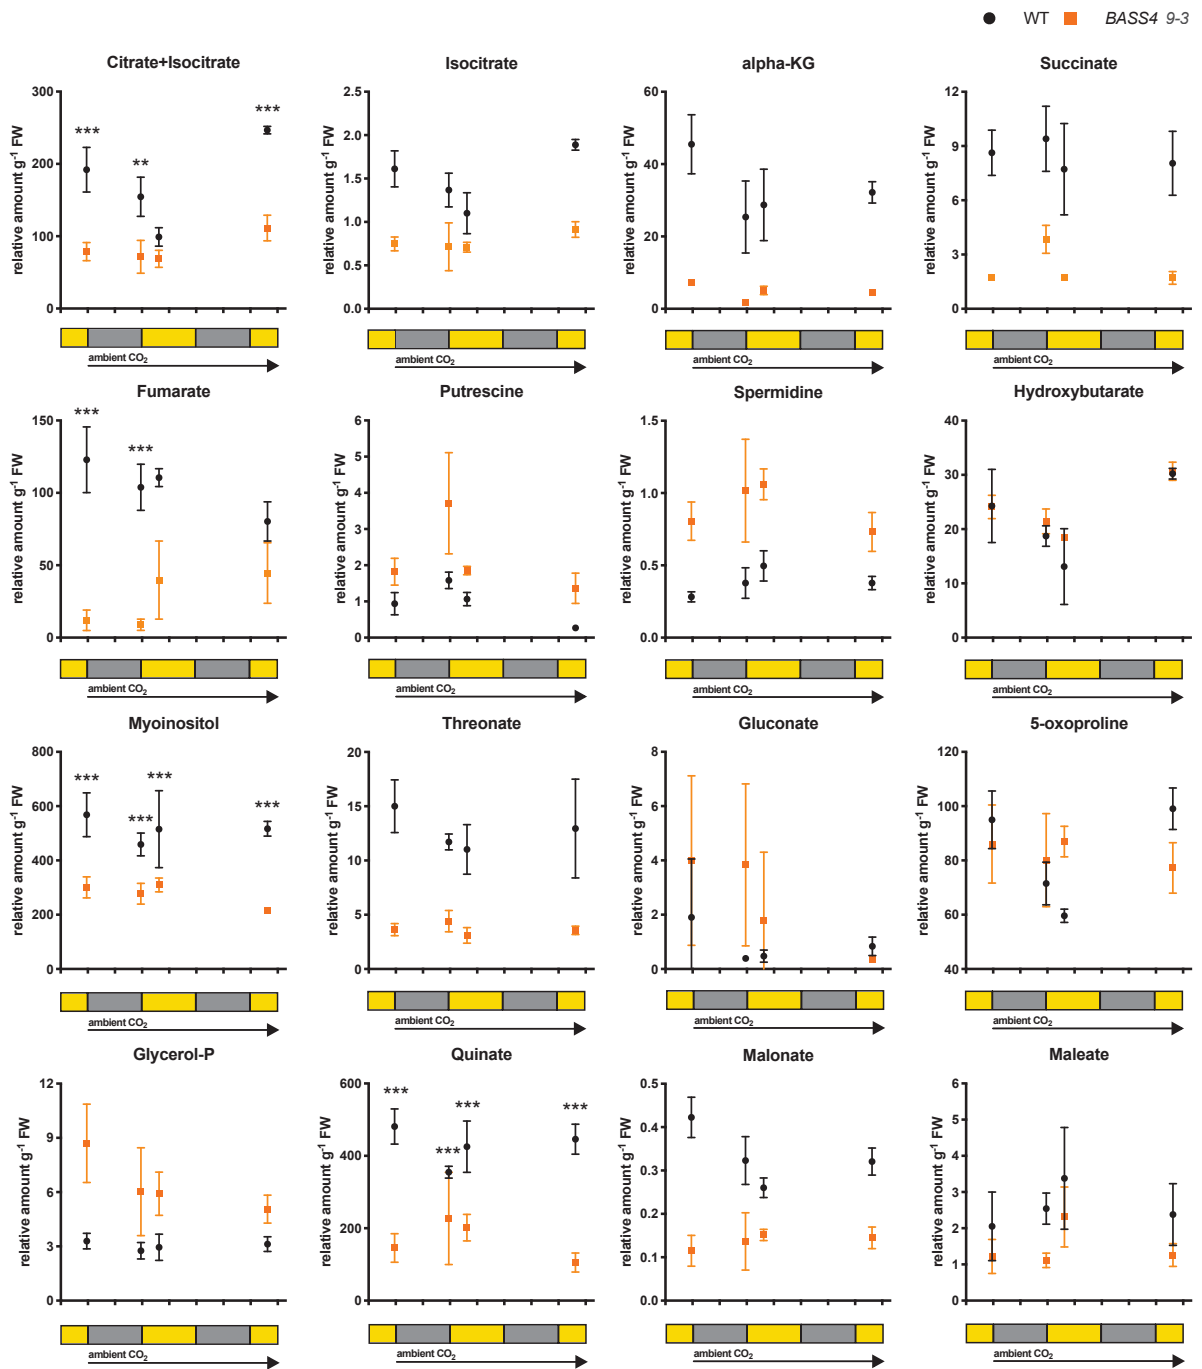 WT BASS4 9-3
Citrate+Isocitrate
relative amount g-1 FW
300
200
100
0
***
**
***
ambient CO2
Isocitrate
relative amount g-1 FW
2.5
2.0
1.5
1.0
0.5
0.0
ambient CO2
alpha-KG
relative amount g-1 FW
60
40
20
0
ambient CO2
Succinate
relative amount g-1 FW
12
9
6
3
0
ambient CO2
Fumarate
relative amount g-1 FW
150
100
50
0
***
***
ambient CO2
Putrescine
relative amount g-1 FW
6
5
4
3
2
1
0
ambient CO2
Spermidine
relative amount g-1 FW
1.5
1.0
0.5
0.0
ambient CO2
Hydroxybutarate
relative amount g-1 FW
40
30
20
10
0
ambient CO2
Myoinositol
relative amount g-1 FW
800
600
400
200
0
***
***
***
***
ambient CO2
Threonate
relative amount g-1 FW
20
15
10
5
0
ambient CO2
Gluconate
relative amount g-1 FW
8
6
4
2
0
ambient CO2
5-oxoproline
relative amount g-1 FW
120
100
80
60
40
ambient CO2
Glycerol-P
relative amount g-1 FW
12
9
6
3
0
ambient CO2
Quinate
relative amount g-1 FW
600
400
200
0
***
***
***
***
ambient CO2
Malonate
relative amount g-1 FW
0.5
0.4
0.3
0.2
0.1
0.0
ambient CO2
Maleate
relative amount g-1 FW
6
5
4
3
2
1
0
ambient CO2